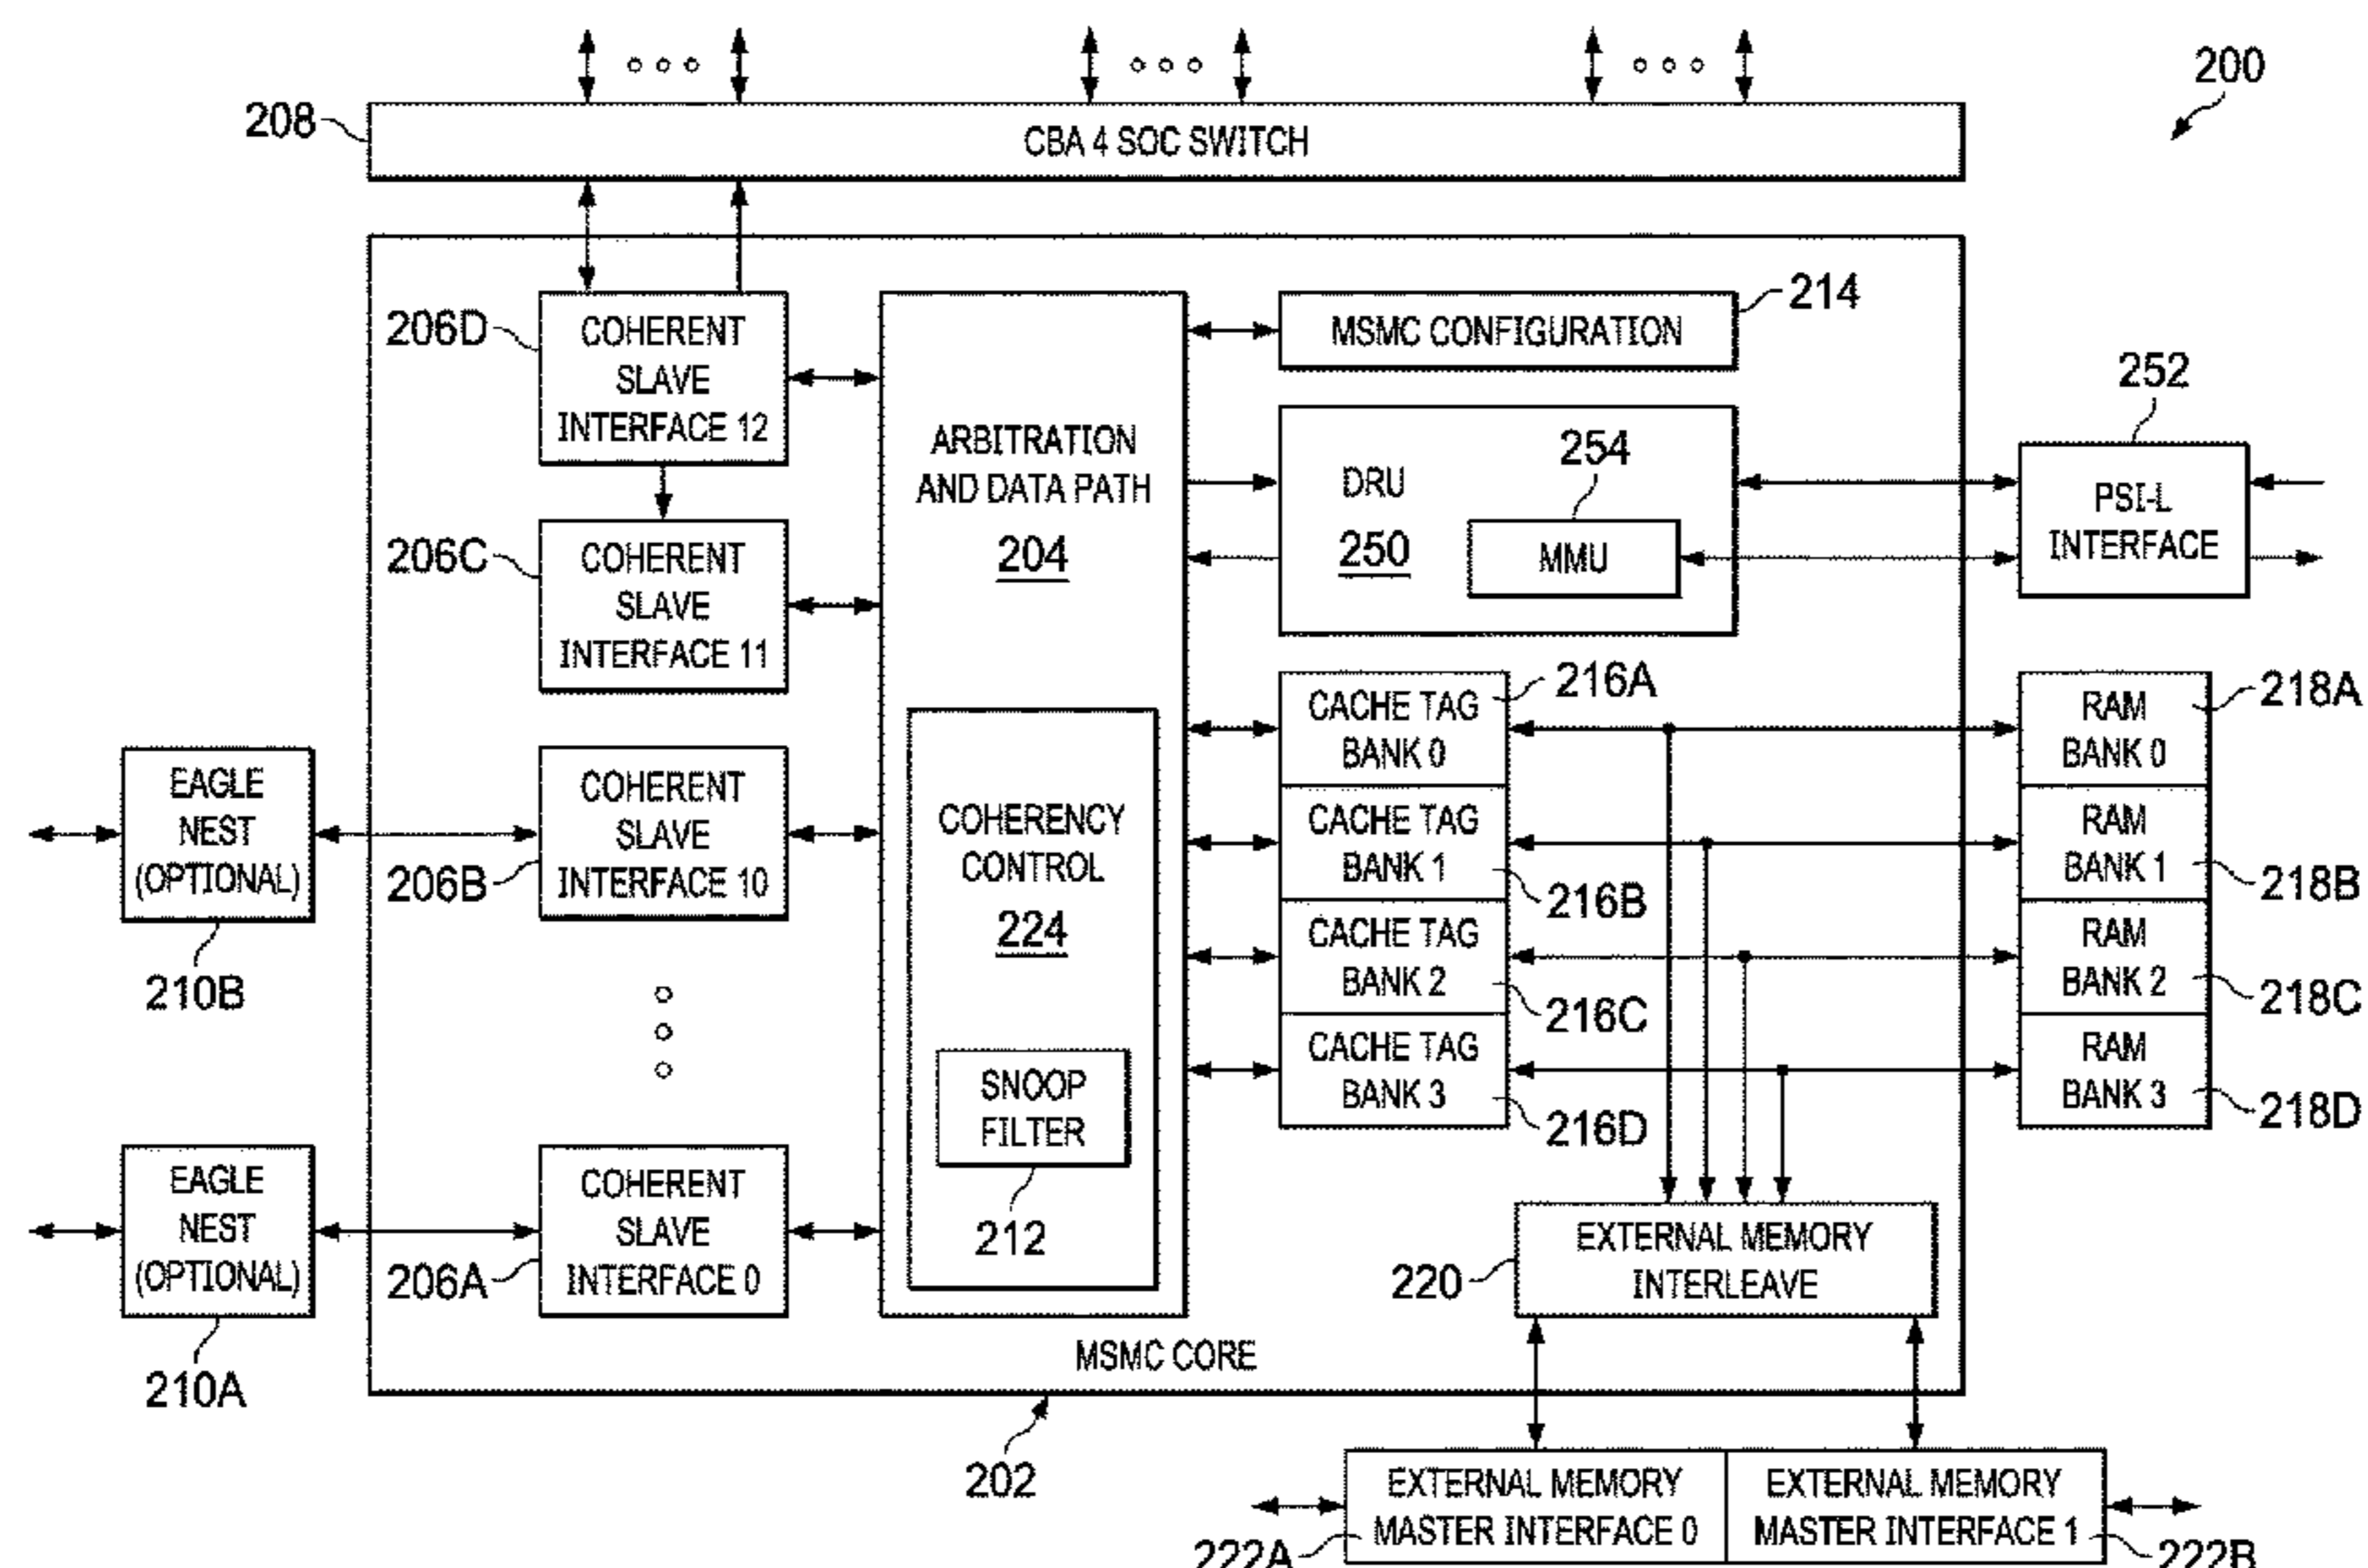 200
208
CBA 4 SOC SWITCH
206D
COHERENT
SLAVE
INTERFACE 12
206C
COHERENT
SLAVE
INTERFACE 11
EAGLE
NEST
(OPTIONAL)
210B
COHERENT
SLAVE
INTERFACE 10
206B
EAGLE
NEST
(OPTIONAL)
210A
COHERENT
SLAVE
INTERFACE 0
206A
ARBITRATION
AND DATA PATH
204
COHERENCY
CONTROL
224
SNOOP
FILTER
212
MSMC CONFIGURATION
214
DRU
250
254
MMU
252
PSI-L
INTERFACE
CACHE TAG
BANK 0
216A
CACHE TAG
BANK 1
216B
CACHE TAG
BANK 2
216C
CACHE TAG
BANK 3
216D
RAM
BANK 0
218A
RAM
BANK 1
218B
RAM
BANK 2
218C
RAM
BANK 3
218D
EXTERNAL MEMORY
INTERLEAVE
220
MSMC CORE
202
EXTERNAL MEMORY
MASTER INTERFACE 0
222A
EXTERNAL MEMORY
MASTER INTERFACE 1
222B